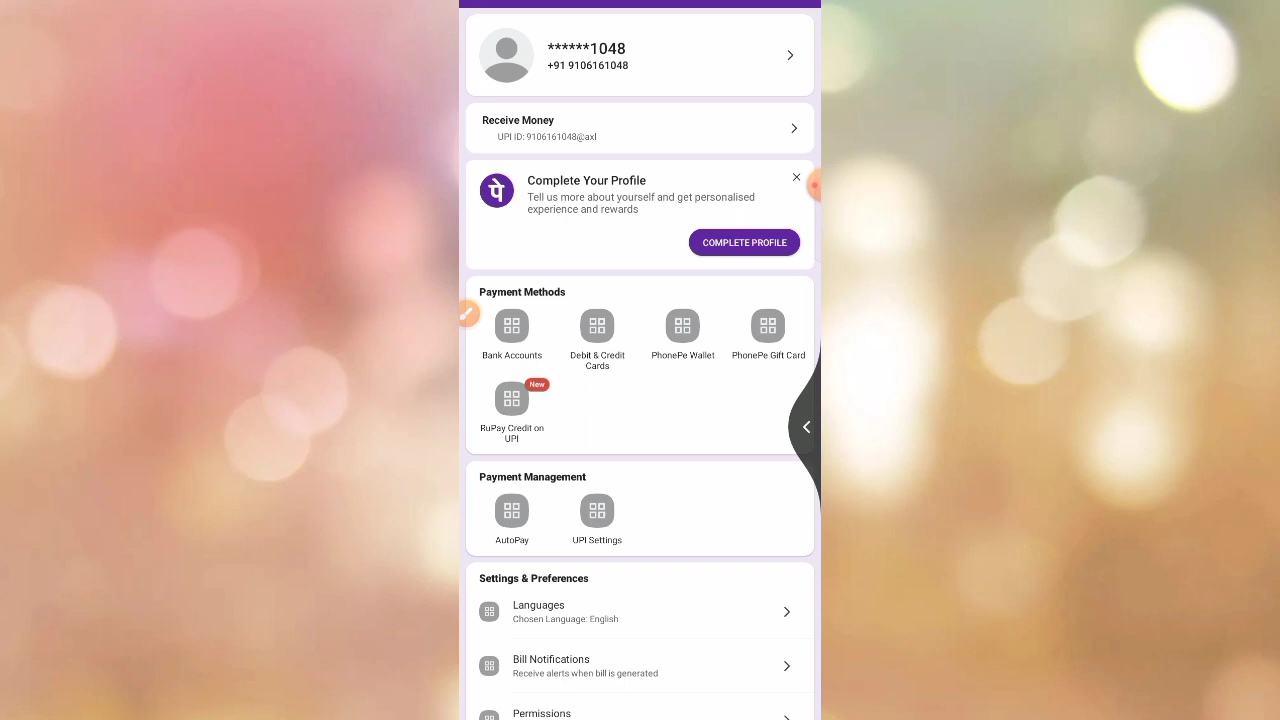 ******1048
+91 9106161048
Receive Money
UPI ID: 9106161048@axl
Complete Your Profile
पे
Tell us more about yourself and get personalised
experience and rewards
COMPLETE PROFILE
Payment Methods
Bank Accounts
Debit & Credit
Cards
PhonePe Wallet
PhonePe Gift Card
New
RuPay Credit on
UPI
Payment Management
AutoPay
UPI Settings
Settings & Preferences
Languages
Chosen Language: English
Bill Notifications
Receive alerts when bill is generated
Permissions